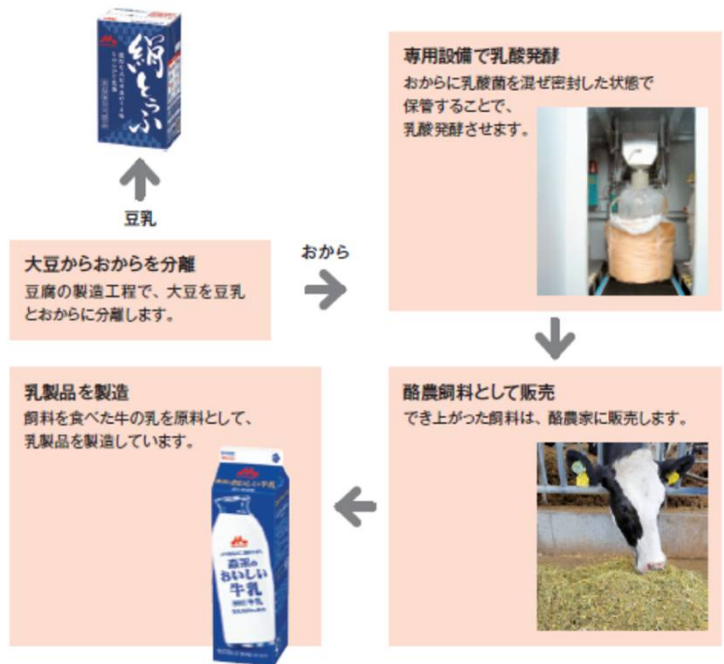 絹とうふ
豆乳
大豆からおからを分離
豆腐の製造工程で、大豆を豆乳
とおからに分離します。
おから
専用設備で乳酸発酵
おからに乳酸菌を混ぜ密封した状態で
保管することで、
乳酸発酵させます。
酪農飼料として販売
でき上がった飼料は、酪農家に販売します。
乳製品を製造
飼料を食べた牛の乳を原料として、
乳製品を製造しています。
森永の
おいしい
牛乳